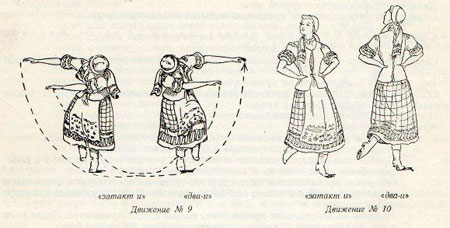 «затакт и» «два-и»
Движение № 9
«затакт и» «два-и»
Движение № 10